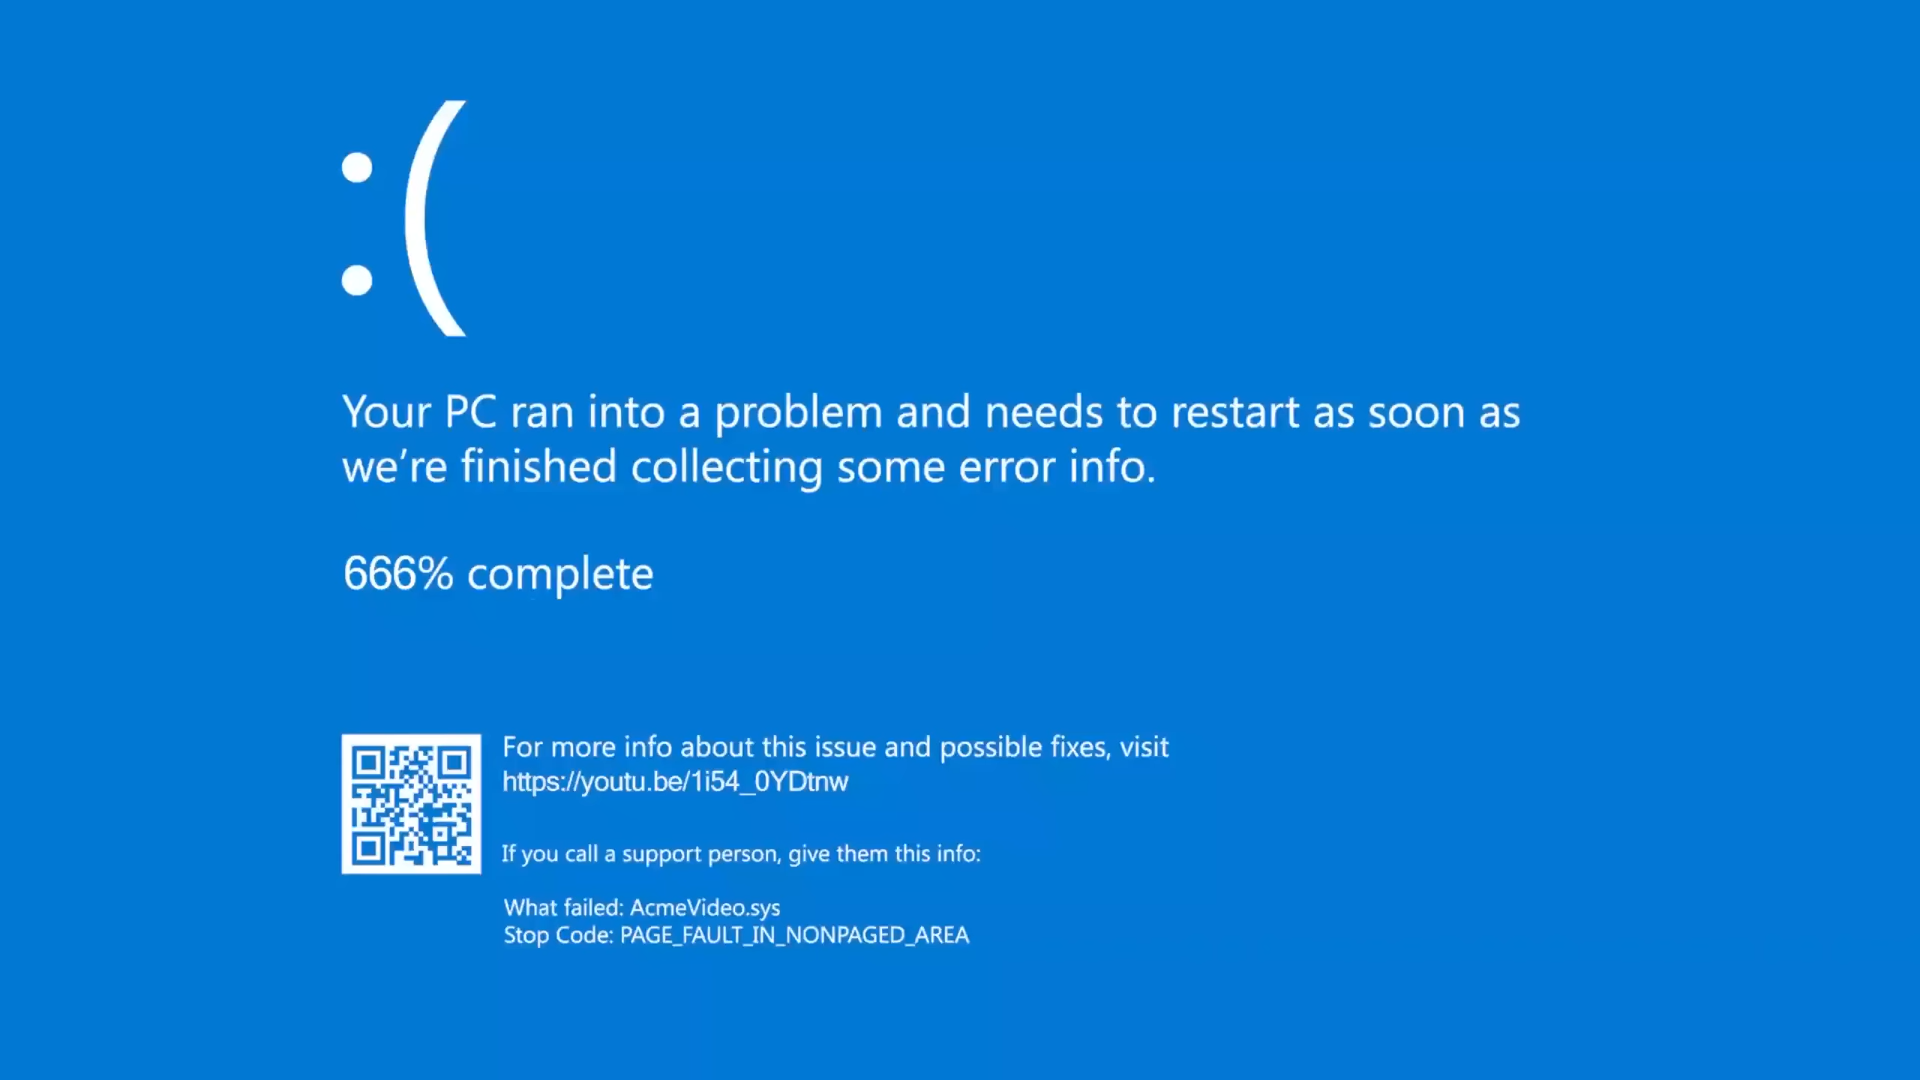 :(
Your PC ran into a problem and needs to restart as soon as
we're finished collecting some error info.
666% complete
For more info about this issue and possible fixes, visit
https://youtu.be/1i54_0YDtnw
If you call a support person, give them this info:
What failed: AcmeVideo.sys
Stop Code: PAGE_FAULT_IN_NONPAGED_AREA